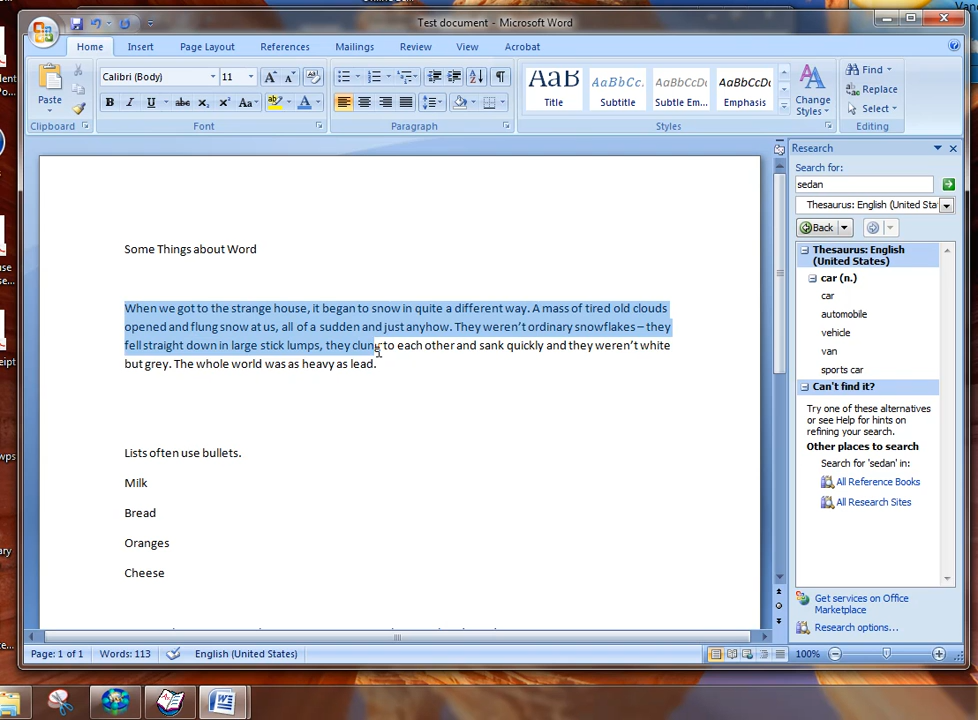 Test document - Microsoft Word
Home Insert Page Layout References Mailings Review View Acrobat
Paste
Calibri (Body) 11
Aa
AaB AaBbCc. AaBbCcDc AaBbCcDc
Title Subtitle Subtle Em... Emphasis
Change
Styles
Find
Replace
Select
Clipboard Font Paragraph Styles Editing
Research
Search for:
sedan
Thesaurus: English (United Sta
Back
Thesaurus: English
(United States)
car (n.)
car
automobile
vehicle
van
sports car
Can't find it?
Try one of these alternatives
or see Help for hints on
refining your search.
Other places to search
Search for 'sedan' in:
All Reference Books
All Research Sites
Get services on Office
Marketplace
Research options...
Some Things about Word
When we got to the strange house, it began to snow in quite a different way. A mass of tired old clouds
opened and flung snow at us, all of a sudden and just anyhow. They weren't ordinary snowflakes – they
fell straight down in large stick lumps, they clung to each other and sank quickly and they weren't white
but grey. The whole world was as heavy as lead.
Lists often use bullets.
Milk
Bread
Oranges
Cheese
Page: 1 of 1 Words: 113 English (United States) 100%